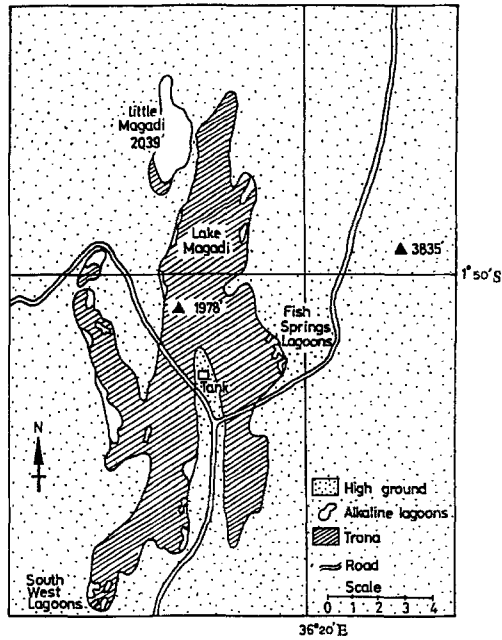 Little
Magadi
2039'
Lake
Magadi
3835'
1°50'S
1978'
Fish
Springs
Lagoons
Tank
N
High ground
Alkaline lagoons
Trona
Road
Scale
0 1 2 3 4
South
West
Lagoons
36°20'E